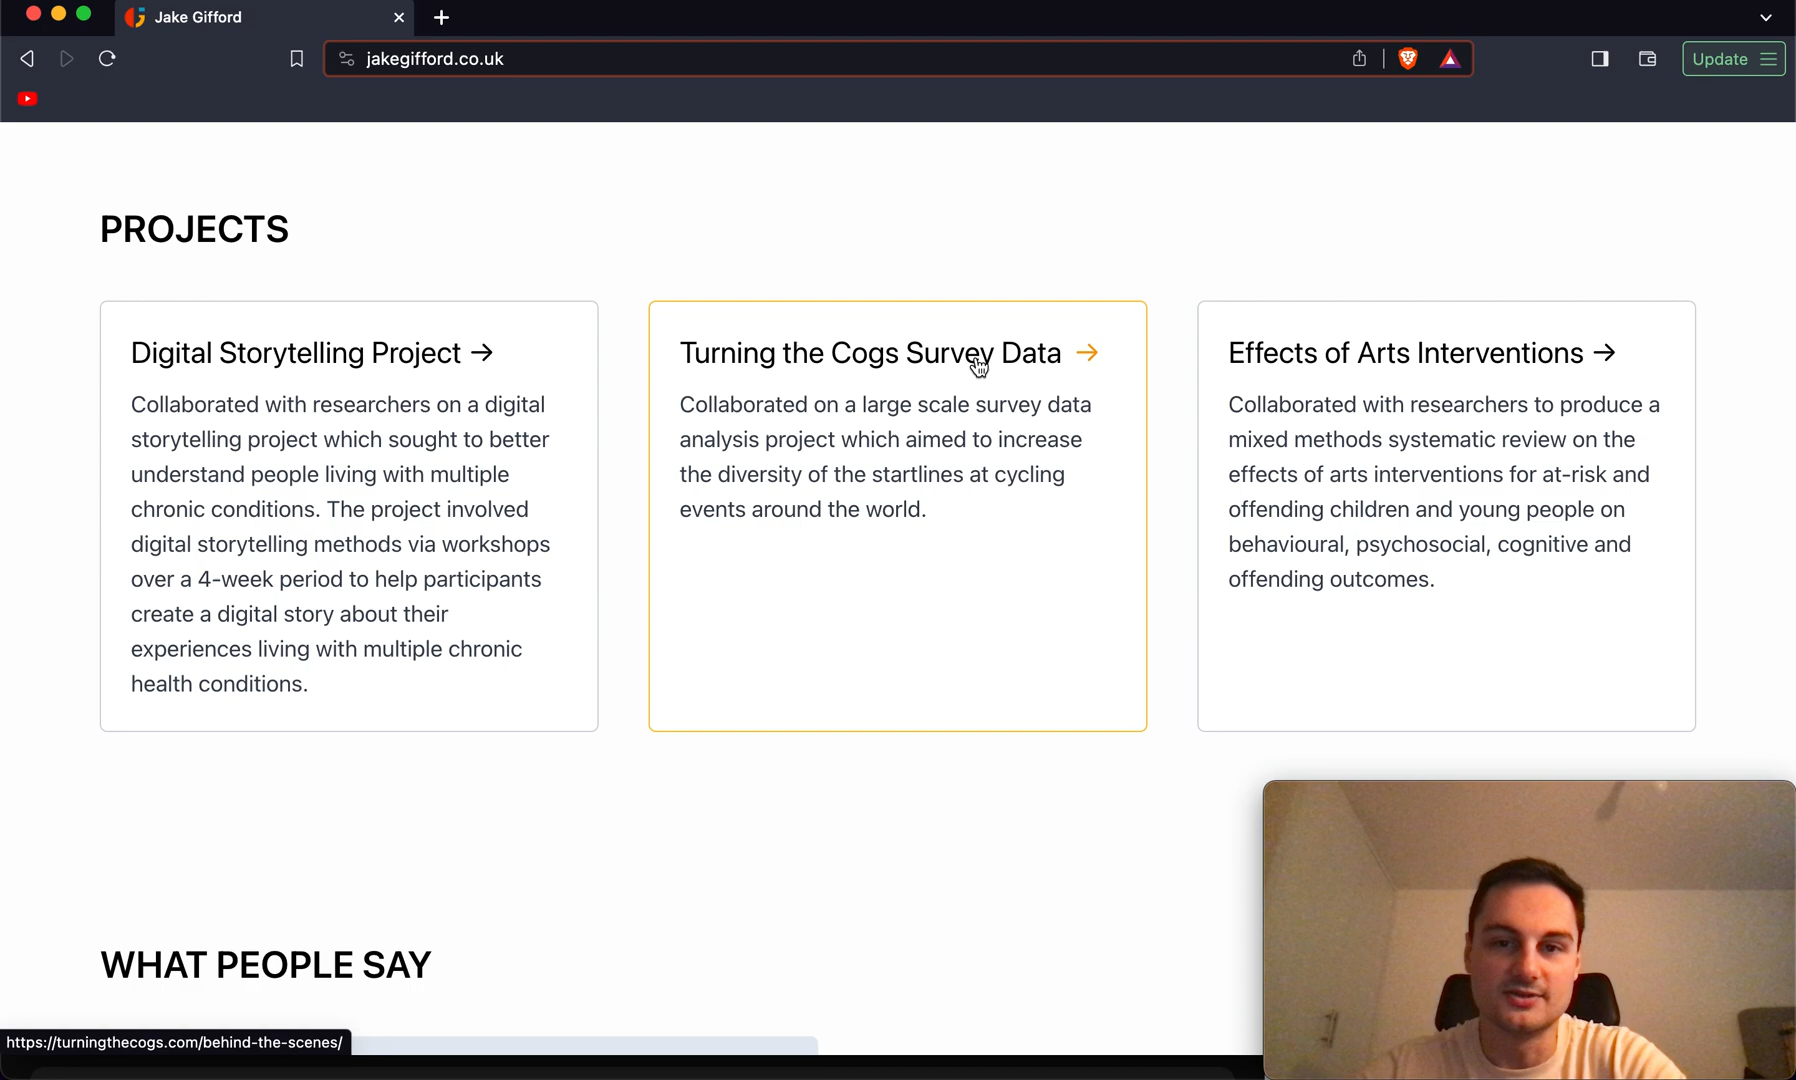 Jake Gifford
jakegifford.co.uk
Update
PROJECTS
Digital Storytelling Project →
Collaborated with researchers on a digital
storytelling project which sought to better
understand people living with multiple
chronic conditions. The project involved
digital storytelling methods via workshops
over a 4-week period to help participants
create a digital story about their
experiences living with multiple chronic
health conditions.
Turning the Cogs Survey Data →
Collaborated on a large scale survey data
analysis project which aimed to increase
the diversity of the startlines at cycling
events around the world.
Effects of Arts Interventions →
Collaborated with researchers to produce a
mixed methods systematic review on the
effects of arts interventions for at-risk and
offending children and young people on
behavioural, psychosocial, cognitive and
offending outcomes.
WHAT PEOPLE SAY
https://turningthecogs.com/behind-the-scenes/